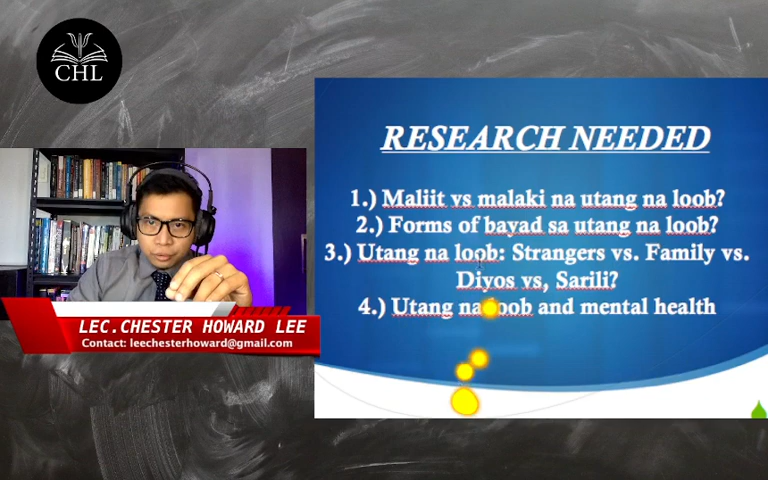 CHL
RESEARCH NEEDED
1.) Maliit vs malaki na utang na loob?
2.) Forms of bayad sa utang na loob?
3.) Utang na loob: Strangers vs. Family vs.
Diyos vs, Sarili?
4.) Utang na loob and mental health
LEC.CHESTER HOWARD LEE
Contact: leechesterhoward@gmail.com